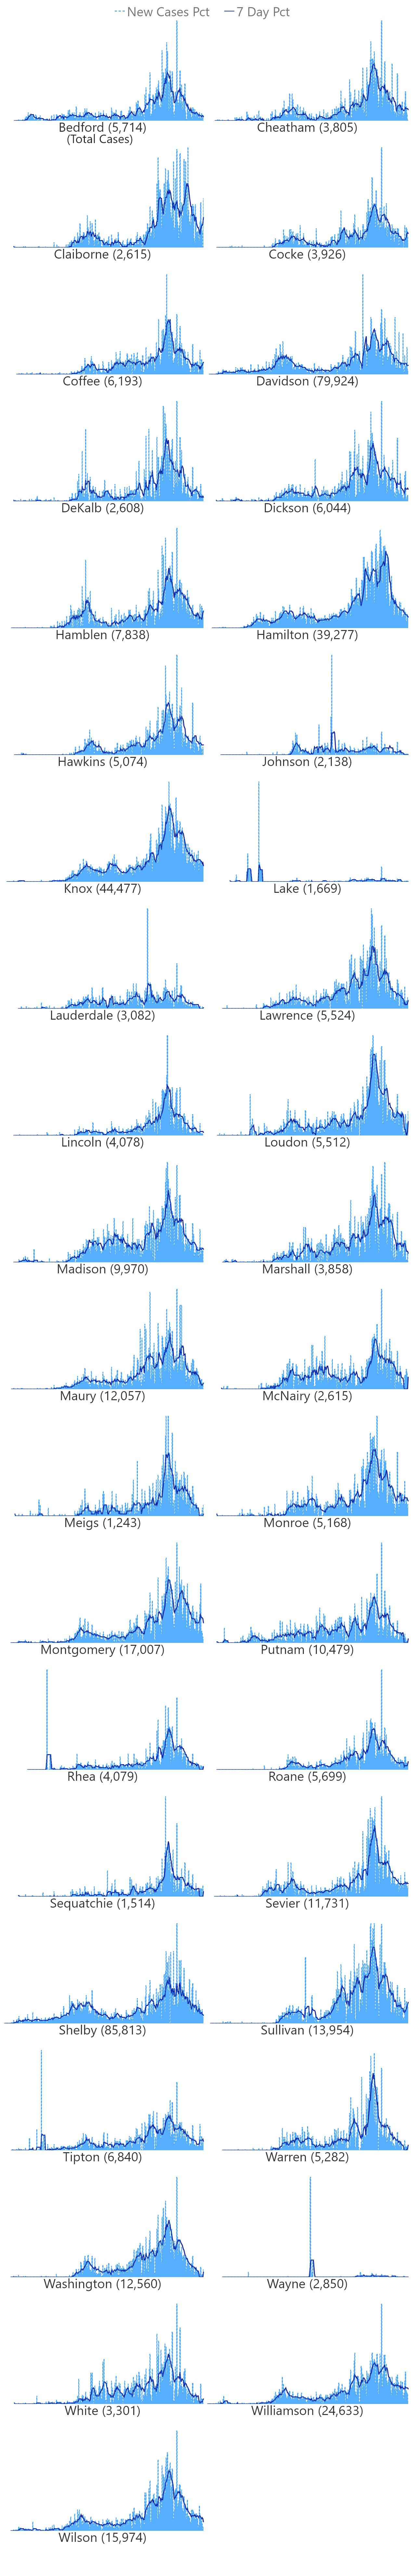 New Cases Pct 7 Day Pct
Bedford (5,714) Cheatham (3,805)
(Total Cases)
Claiborne (2,615) Cocke (3,926)
Coffee (6,193) Davidson (79,924)
DeKalb (2,608) Dickson (6,044)
Hamblen (7,838) Hamilton (39,277)
Hawkins (5,074) Johnson (2,138)
Knox (44,477) Lake (1,669)
Lauderdale (3,082) Lawrence (5,524)
Lincoln (4,078) Loudon (5,512)
Madison (9,970) Marshall (3,858)
Maury (12,057) McNairy (2,615)
Meigs (1,243) Monroe (5,168)
Montgomery (17,007) Putnam (10,479)
Rhea (4,079) Roane (5,699)
Sequatchie (1,514) Sevier (11,731)
Shelby (85,813) Sullivan (13,954)
Tipton (6,840) Warren (5,282)
Washington (12,560) Wayne (2,850)
White (3,301) Williamson (24,633)
Wilson (15,974)